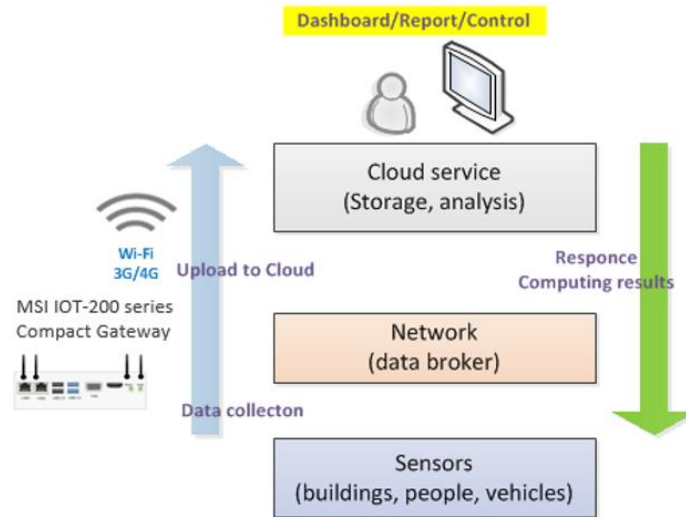 Dashboard/Report/Control
Cloud service
(Storage, analysis)
Wi-Fi
3G/4G
Upload to Cloud
Responce
Computing results
MSI IOT-200 series
Compact Gateway
Network
(data broker)
Data collecton
Sensors
(buildings, people, vehicles)